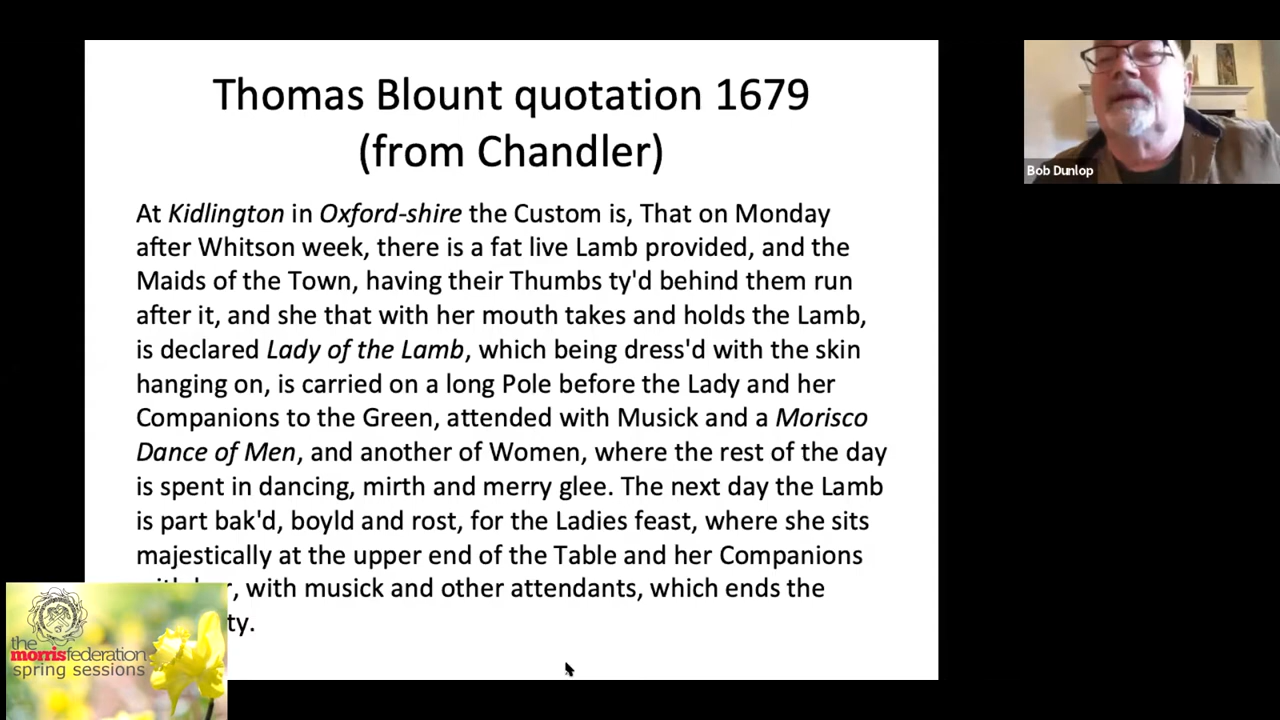 Thomas Blount quotation 1679
(from Chandler)
At Kidlington in Oxford-shire the Custom is, That on Monday
after Whitson week, there is a fat live Lamb provided, and the
Maids of the Town, having their Thumbs ty'd behind them run
after it, and she that with her mouth takes and holds the Lamb,
is declared Lady of the Lamb, which being dress'd with the skin
hanging on, is carried on a long Pole before the Lady and her
Companions to the Green, attended with Musick and a Morisco
Dance of Men, and another of Women, where the rest of the day
is spent in dancing, mirth and merry glee. The next day the Lamb
is part bak'd, boyld and rost, for the Ladies feast, where she sits
majestically at the upper end of the Table and her Companions
, with musick and other attendants, which ends the
ty.
the
morrisfederation
spring sessions
Bob Dunlop